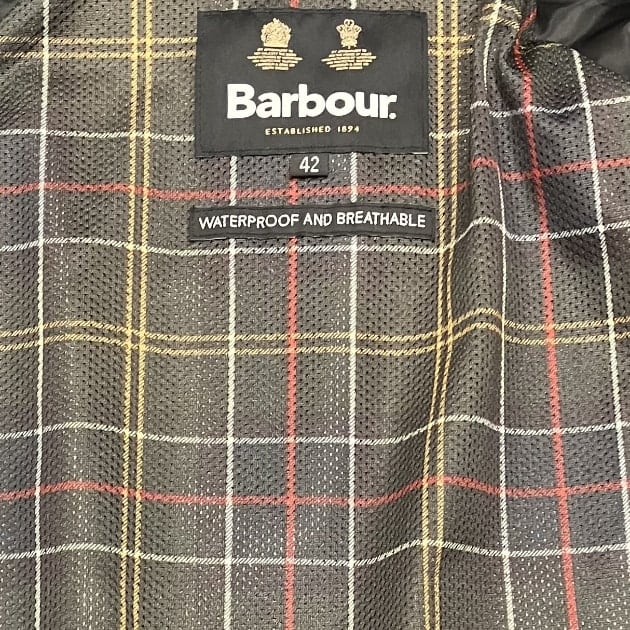 Barbour.
ESTABLISHED 1894
42
WATERPROOF AND BREATHABLE